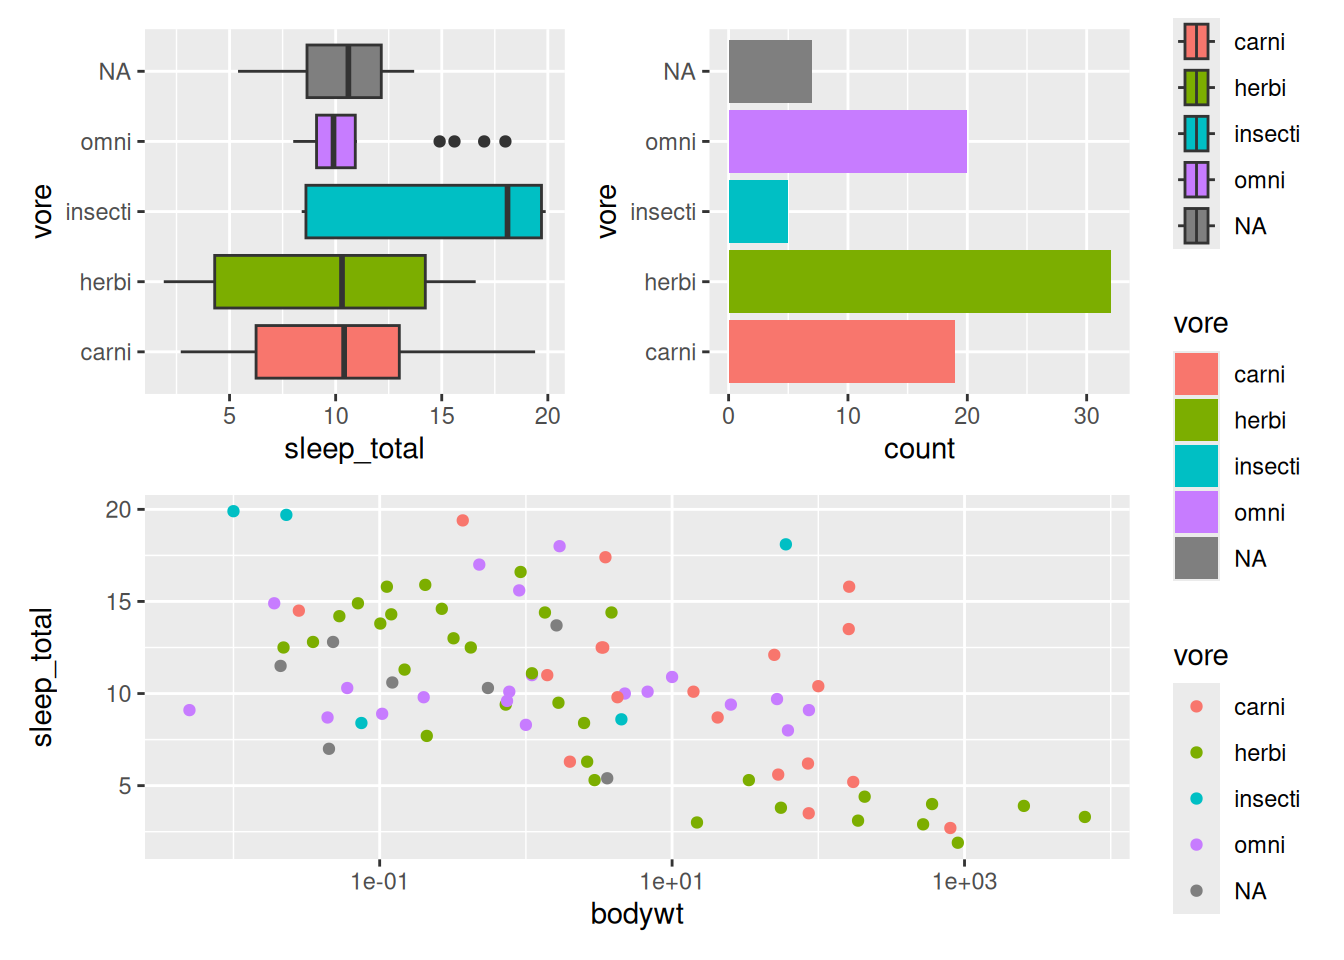 NA
omni
insecti
herbi
carni
vore
5 10 15 20
sleep_total
NA
omni
insecti
herbi
carni
vore
0 10 20 30
count
20
15
10
5
sleep_total
1e-01 1e+01 1e+03
bodywt
carni
herbi
insecti
omni
NA
vore
carni
herbi
insecti
omni
NA
vore
carni
herbi
insecti
omni
NA